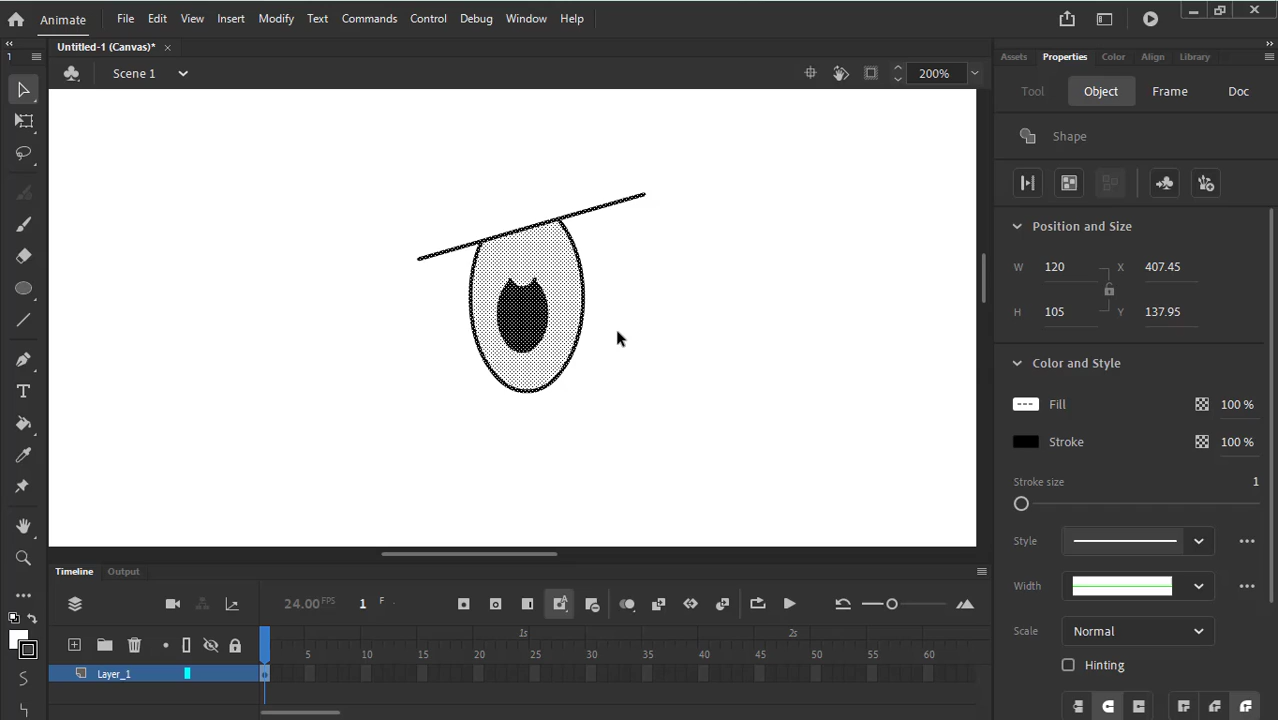 Animate File Edit View Insert Modify Text Commands Control Debug Window Help
Untitled-1 (Canvas)*
Scene 1 200%
1
Assets Properties Color Align Library
Tool Object Frame Doc
Shape
Position and Size
W 120 X 407.45
H 105 Y 137.95
Color and Style
Fill 100 %
Stroke 100 %
Stroke size 1
Style
Width
Scale Normal
Hinting
Timeline Output
24.00 FPS 1 F
1s 2s
5 10 15 20 25 30 35 40 45 50 55 60
Layer_1